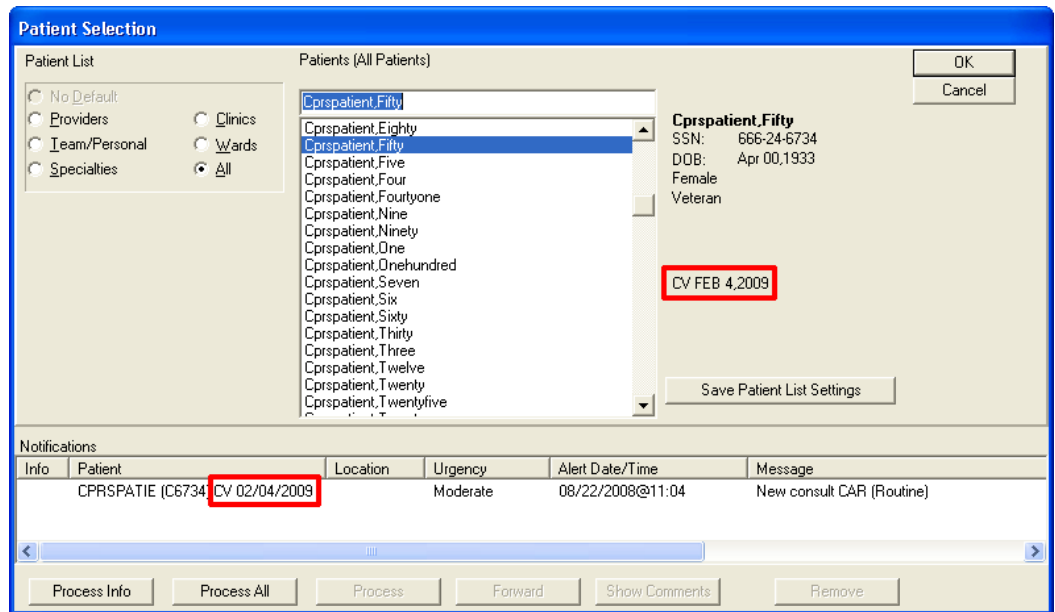 Patient Selection
Patient List
No Default
Providers
Clinics
Team/Personal
Wards
Specialties
All
Patients (All Patients)
Cprspatient,Fifty
Cprspatient,Eighty
Cprspatient,Fifty
Cprspatient,Five
Cprspatient,Four
Cprspatient,Fourtyone
Cprspatient,Nine
Cprspatient,Ninety
Cprspatient,One
Cprspatient,Onehundred
Cprspatient,Seven
Cprspatient,Six
Cprspatient,Sixty
Cprspatient,Thirty
Cprspatient,Three
Cprspatient,Twelve
Cprspatient,Twenty
Cprspatient,Twentyfive
OK
Cancel
Cprspatient,Fifty
SSN: 666-24-6734
DOB: Apr 00,1933
Female
Veteran
CV FEB 4,2009
Save Patient List Settings
Notifications
Info Patient Location Urgency Alert Date/Time Message
CPRSPATIE (C6734) CV 02/04/2009 Moderate 08/22/2008@11:04 New consult CAR (Routine)
Process Info Process All Process Forward Show Comments Remove